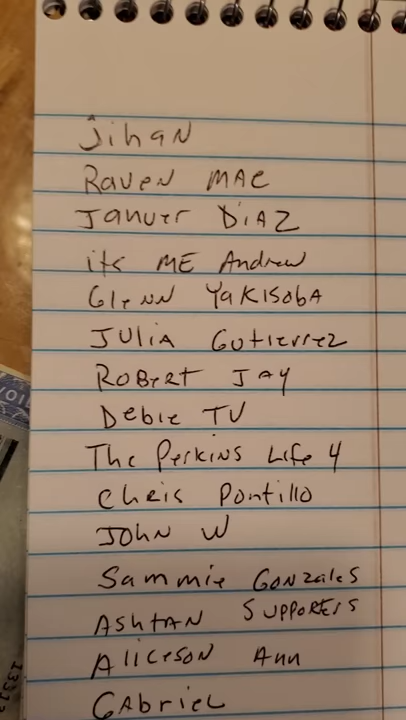 Jihan
Raven MAE
Januer DiAZ
its ME Andrew
Glenn YaKisobA
JuliA Gutierrez
RoBert JAY
Debie TV
The Perkins Life 4
Chris Pontillo
JOhN W
Sammie GONzales
AshtAN SUPPORTERS
Aliceson Ann
GAbriel